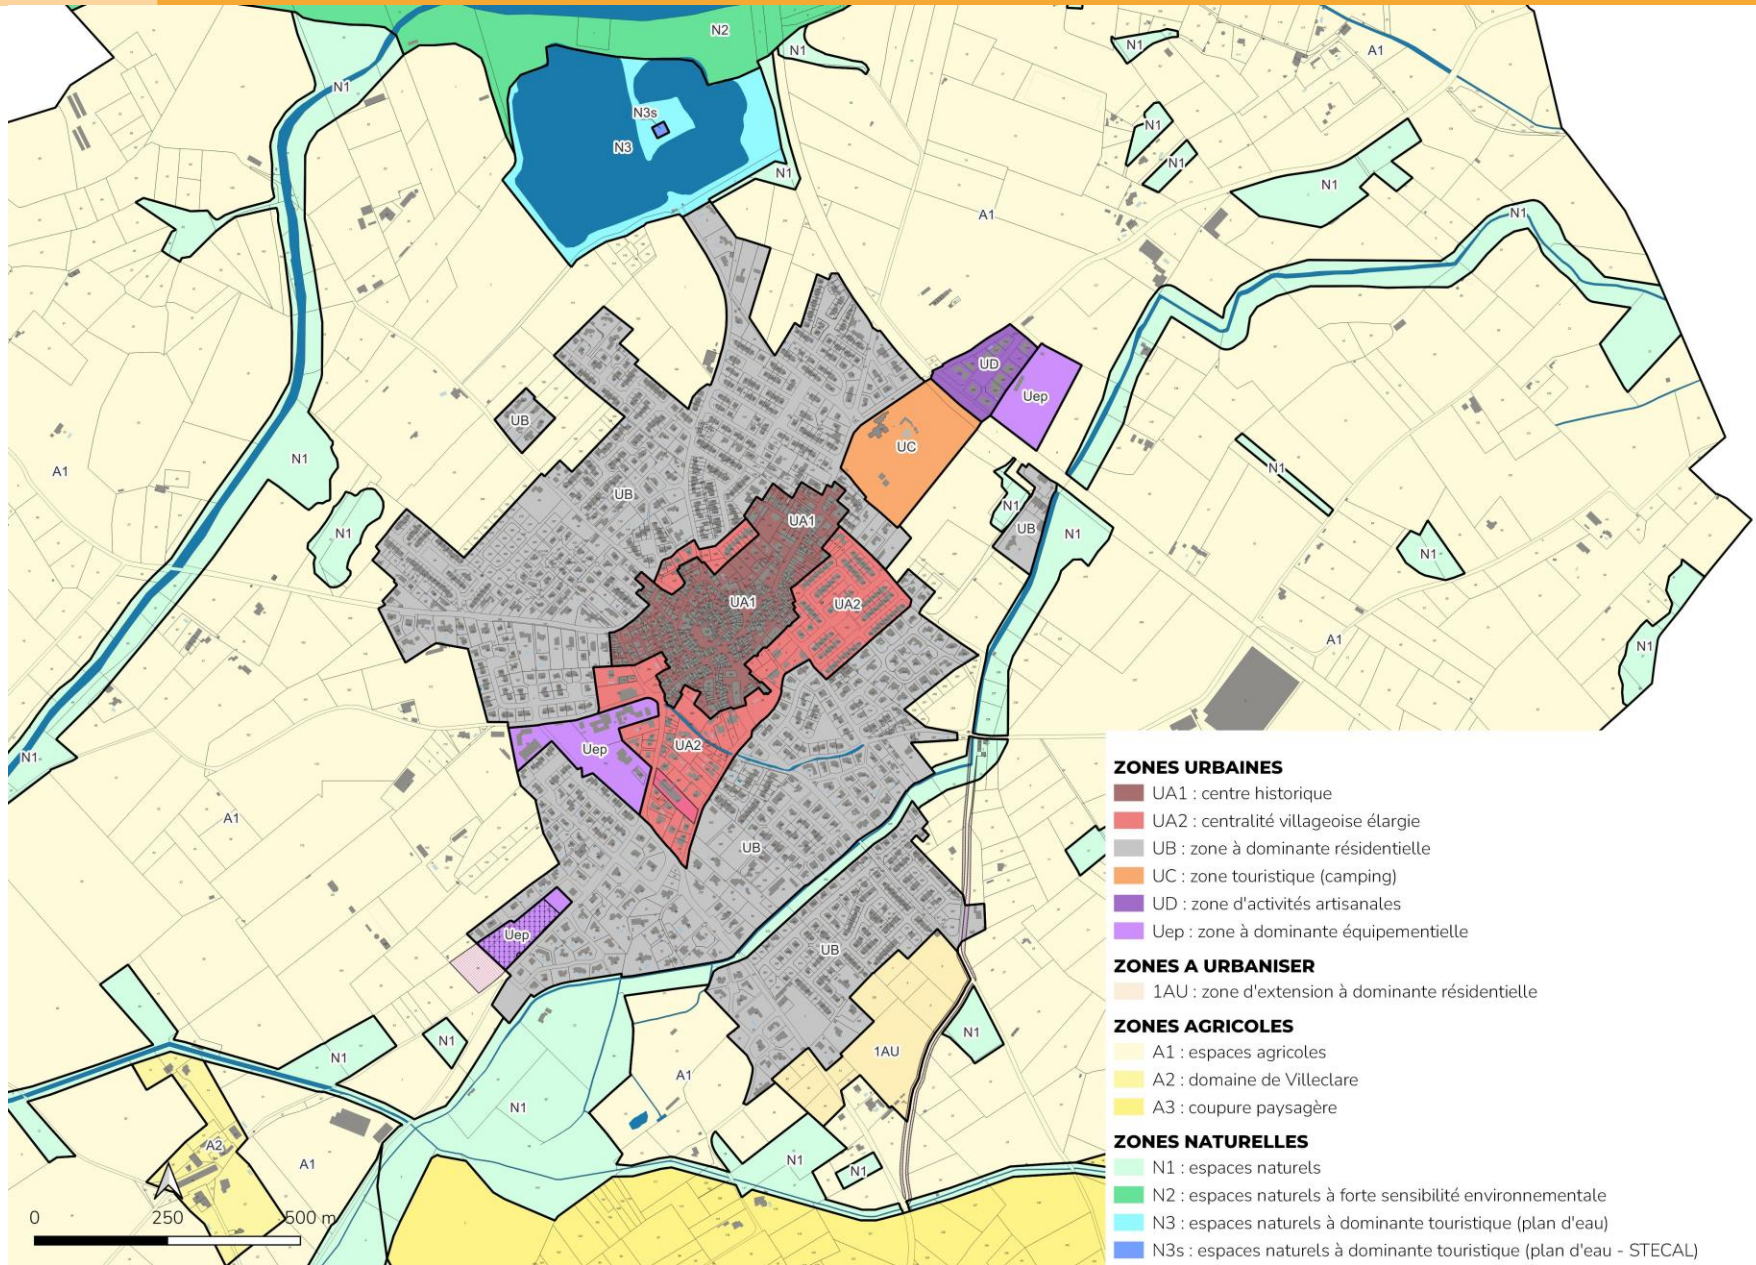 N2
N1
N1
A1
N1
N3s
N3
N1
N1
N1
N1
N1
A1
UD
Uep
UB
UC
A1
N1
UB
N1
N1
UA1
N1
UB
N1
N1
UA1
UA2
A1
N1
N1
Uep
UA2
A1
UB
Uep
UB
N1
N1
N1
1AU
A1
N1
A2
A1
N1
N1
0 250 500 m
ZONES URBAINES
UA1 : centre historique
UA2 : centralité villageoise élargie
UB : zone à dominante résidentielle
UC : zone touristique (camping)
UD : zone d'activités artisanales
Uep : zone à dominante équipementielle
ZONES A URBANISER
1AU : zone d'extension à dominante résidentielle
ZONES AGRICOLES
A1 : espaces agricoles
A2 : domaine de Villeclare
A3 : coupure paysagère
ZONES NATURELLES
N1 : espaces naturels
N2 : espaces naturels à forte sensibilité environnementale
N3 : espaces naturels à dominante touristique (plan d'eau)
N3s : espaces naturels à dominante touristique (plan d'eau - STECAL)